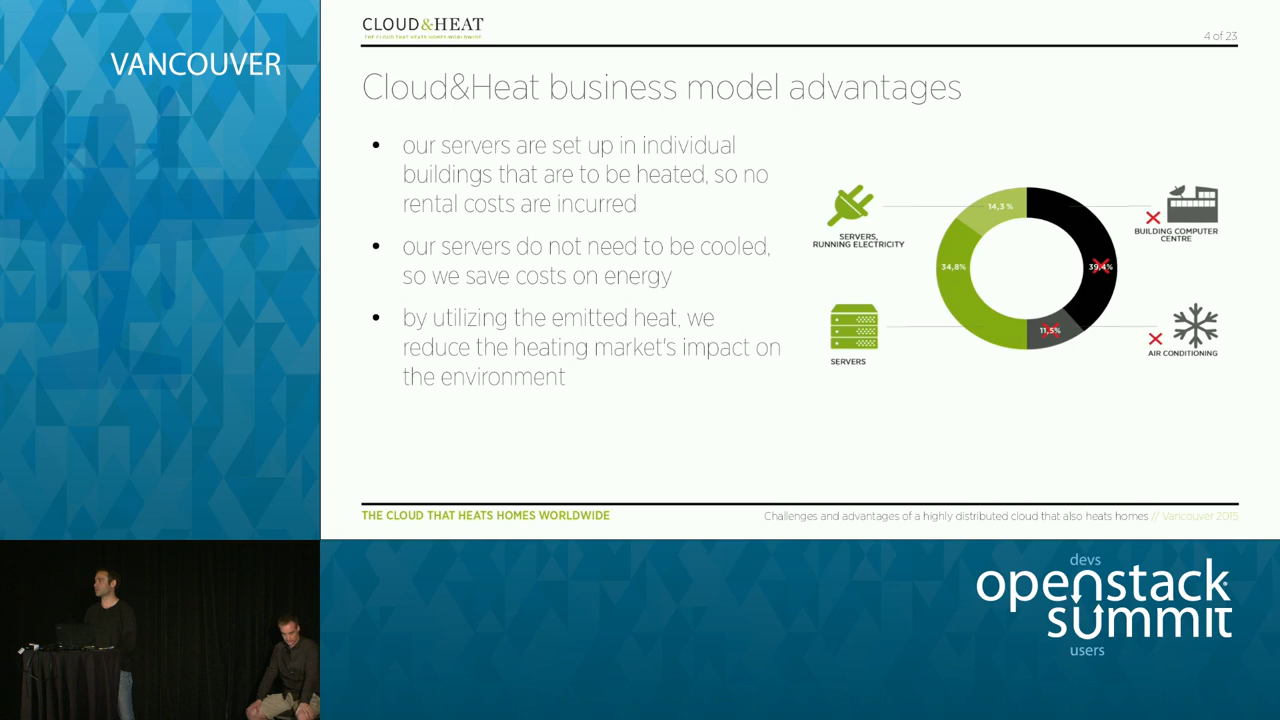 VANCOUVER
CLOUD&HEAT
THE CLOUD THAT HEATS HOMES WORLDWIDE
4 of 23
Cloud&Heat business model advantages
• our servers are set up in individual
buildings that are to be heated, so no
rental costs are incurred
• our servers do not need to be cooled,
so we save costs on energy
• by utilizing the emitted heat, we
reduce the heating market's impact on
the environment
SERVERS,
RUNNING ELECTRICITY
SERVERS
14,3 %
34,8%
39,4%
11,5%
BUILDING COMPUTER
CENTRE
AIR CONDITIONING
THE CLOUD THAT HEATS HOMES WORLDWIDE
Challenges and advantages of a highly distributed cloud that also heats homes // Vancouver 2015
devs
openstack
summit
users